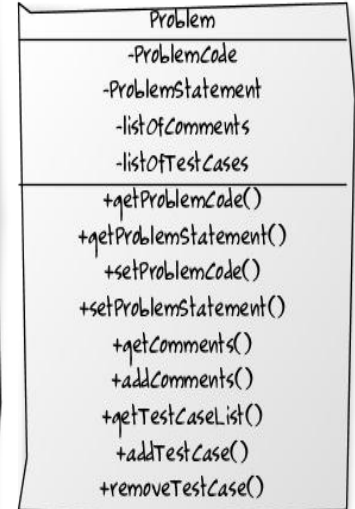 Problem
-ProblemCode
-ProblemStatement
-listOfComments
-listOfTestCases
+getProblemCode()
+getProblemStatement()
+setProblemCode()
+setProblemStatement()
+getComments()
+addComments()
+getTestCaseList()
+addTestCase()
+removeTestCase()